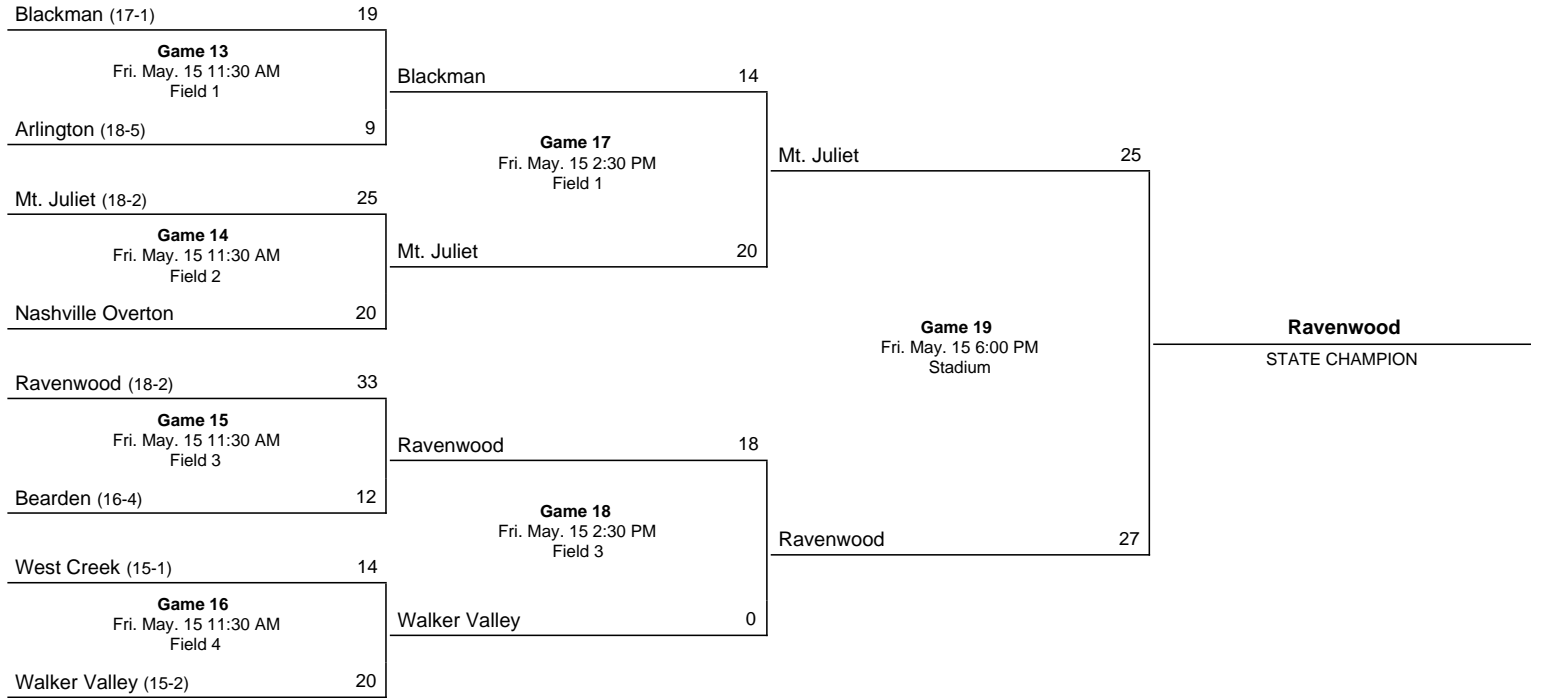 Blackman (17-1) 19
Game 13
Fri. May. 15 11:30 AM
Field 1
Arlington (18-5) 9
Mt. Juliet (18-2) 25
Game 14
Fri. May. 15 11:30 AM
Field 2
Nashville Overton 20
Ravenwood (18-2) 33
Game 15
Fri. May. 15 11:30 AM
Field 3
Bearden (16-4) 12
West Creek (15-1) 14
Game 16
Fri. May. 15 11:30 AM
Field 4
Walker Valley (15-2) 20
Blackman 14
Game 17
Fri. May. 15 2:30 PM
Field 1
Mt. Juliet 20
Ravenwood 18
Game 18
Fri. May. 15 2:30 PM
Field 3
Walker Valley 0
Mt. Juliet 25
Game 19
Fri. May. 15 6:00 PM
Stadium
Ravenwood 27
Ravenwood
STATE CHAMPION